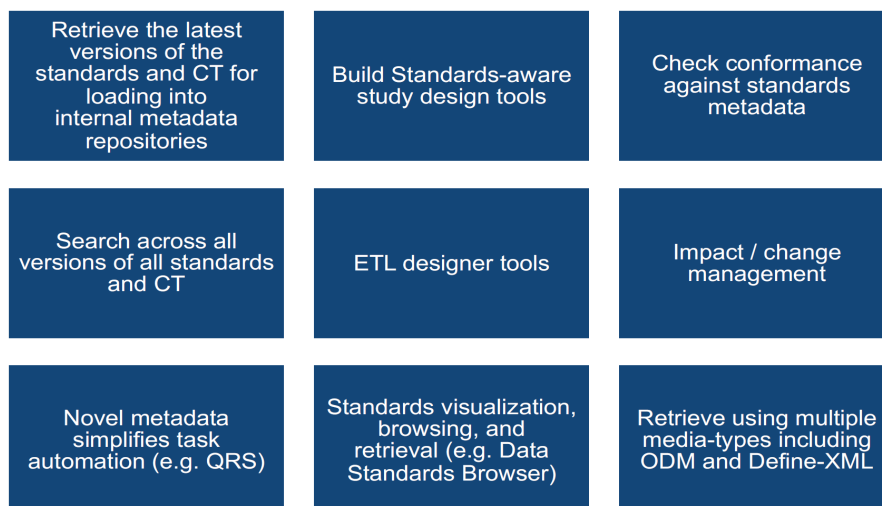 Retrieve the latest
versions of the
standards and CT for
loading into
internal metadata
repositories
Build Standards-aware
study design tools
Check conformance
against standards
metadata
Search across all
versions of all standards
and CT
ETL designer tools
Impact / change
management
Novel metadata
simplifies task
automation (e.g. QRS)
Standards visualization,
browsing, and
retrieval (e.g. Data
Standards Browser)
Retrieve using multiple
media-types including
ODM and Define-XML